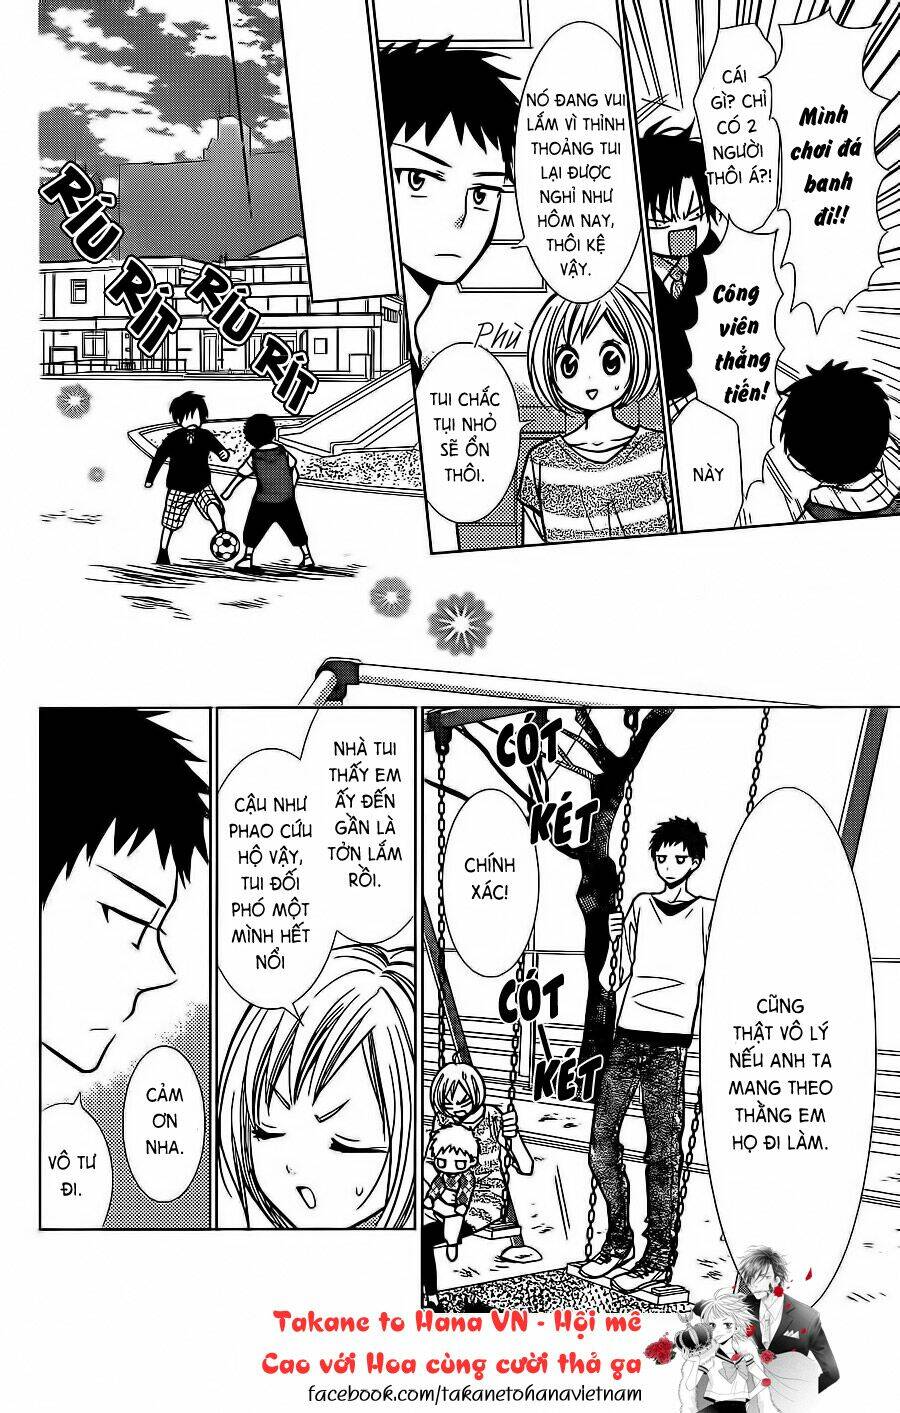 Mình
chơi đá
banh
đi!!
CÁI
GÌ? CHỈ
CÓ 2
NGƯỜI
THÔI Á?!
Công
viên
thẳng
tiến!
NÀY
NÓ ĐANG VUI
LẮM VÌ THỈNH
THOẢNG TUI
LẠI ĐƯỢC
NGHỈ NHƯ
HÔM NAY,
THÔI KỆ
VẬY.
Phù
TUI CHẮC
TỤI NHỎ
SẼ ỔN
THÔI.
RÍU
RÍT
RÍU
RÍT
CŨNG
THẬT VÔ LÝ
NẾU ANH TA
MANG THEO
THẰNG EM
HỌ ĐI LÀM.
CÓT
KÉT
CHÍNH
XÁC!
CÓT
KÉT
NHÀ TUI
THẤY EM
ẤY ĐẾN
GẦN LÀ
TỞN LẮM
RỒI.
CẬU NHƯ
PHAO CỨU
HỘ VẬY,
TUI ĐỐI
PHÓ MỘT
MÌNH HẾT
NỔI
CẢM
ƠN
NHA.
VÔ TƯ
ĐI.
Takane to Hana VN - Hội mê
Cao với Hoa cùng cười thả ga
facebook.com/takanetohanavietnam